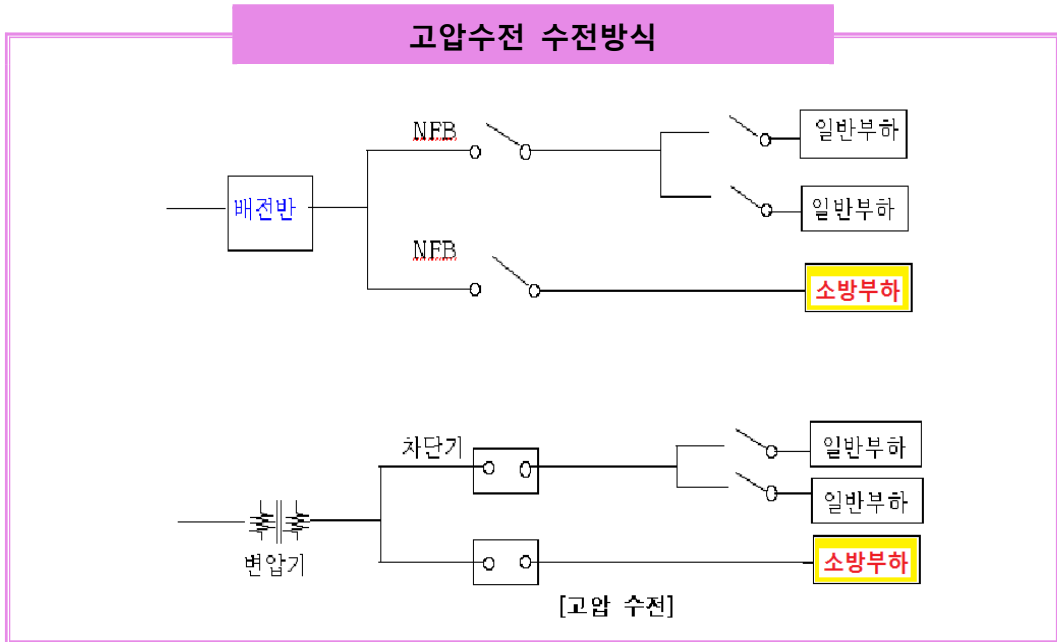 고압수전 수전방식
NFB
일반부하
배전반
일반부하
NFB
소방부하
차단기
일반부하
일반부하
변압기
소방부하
[고압 수전]